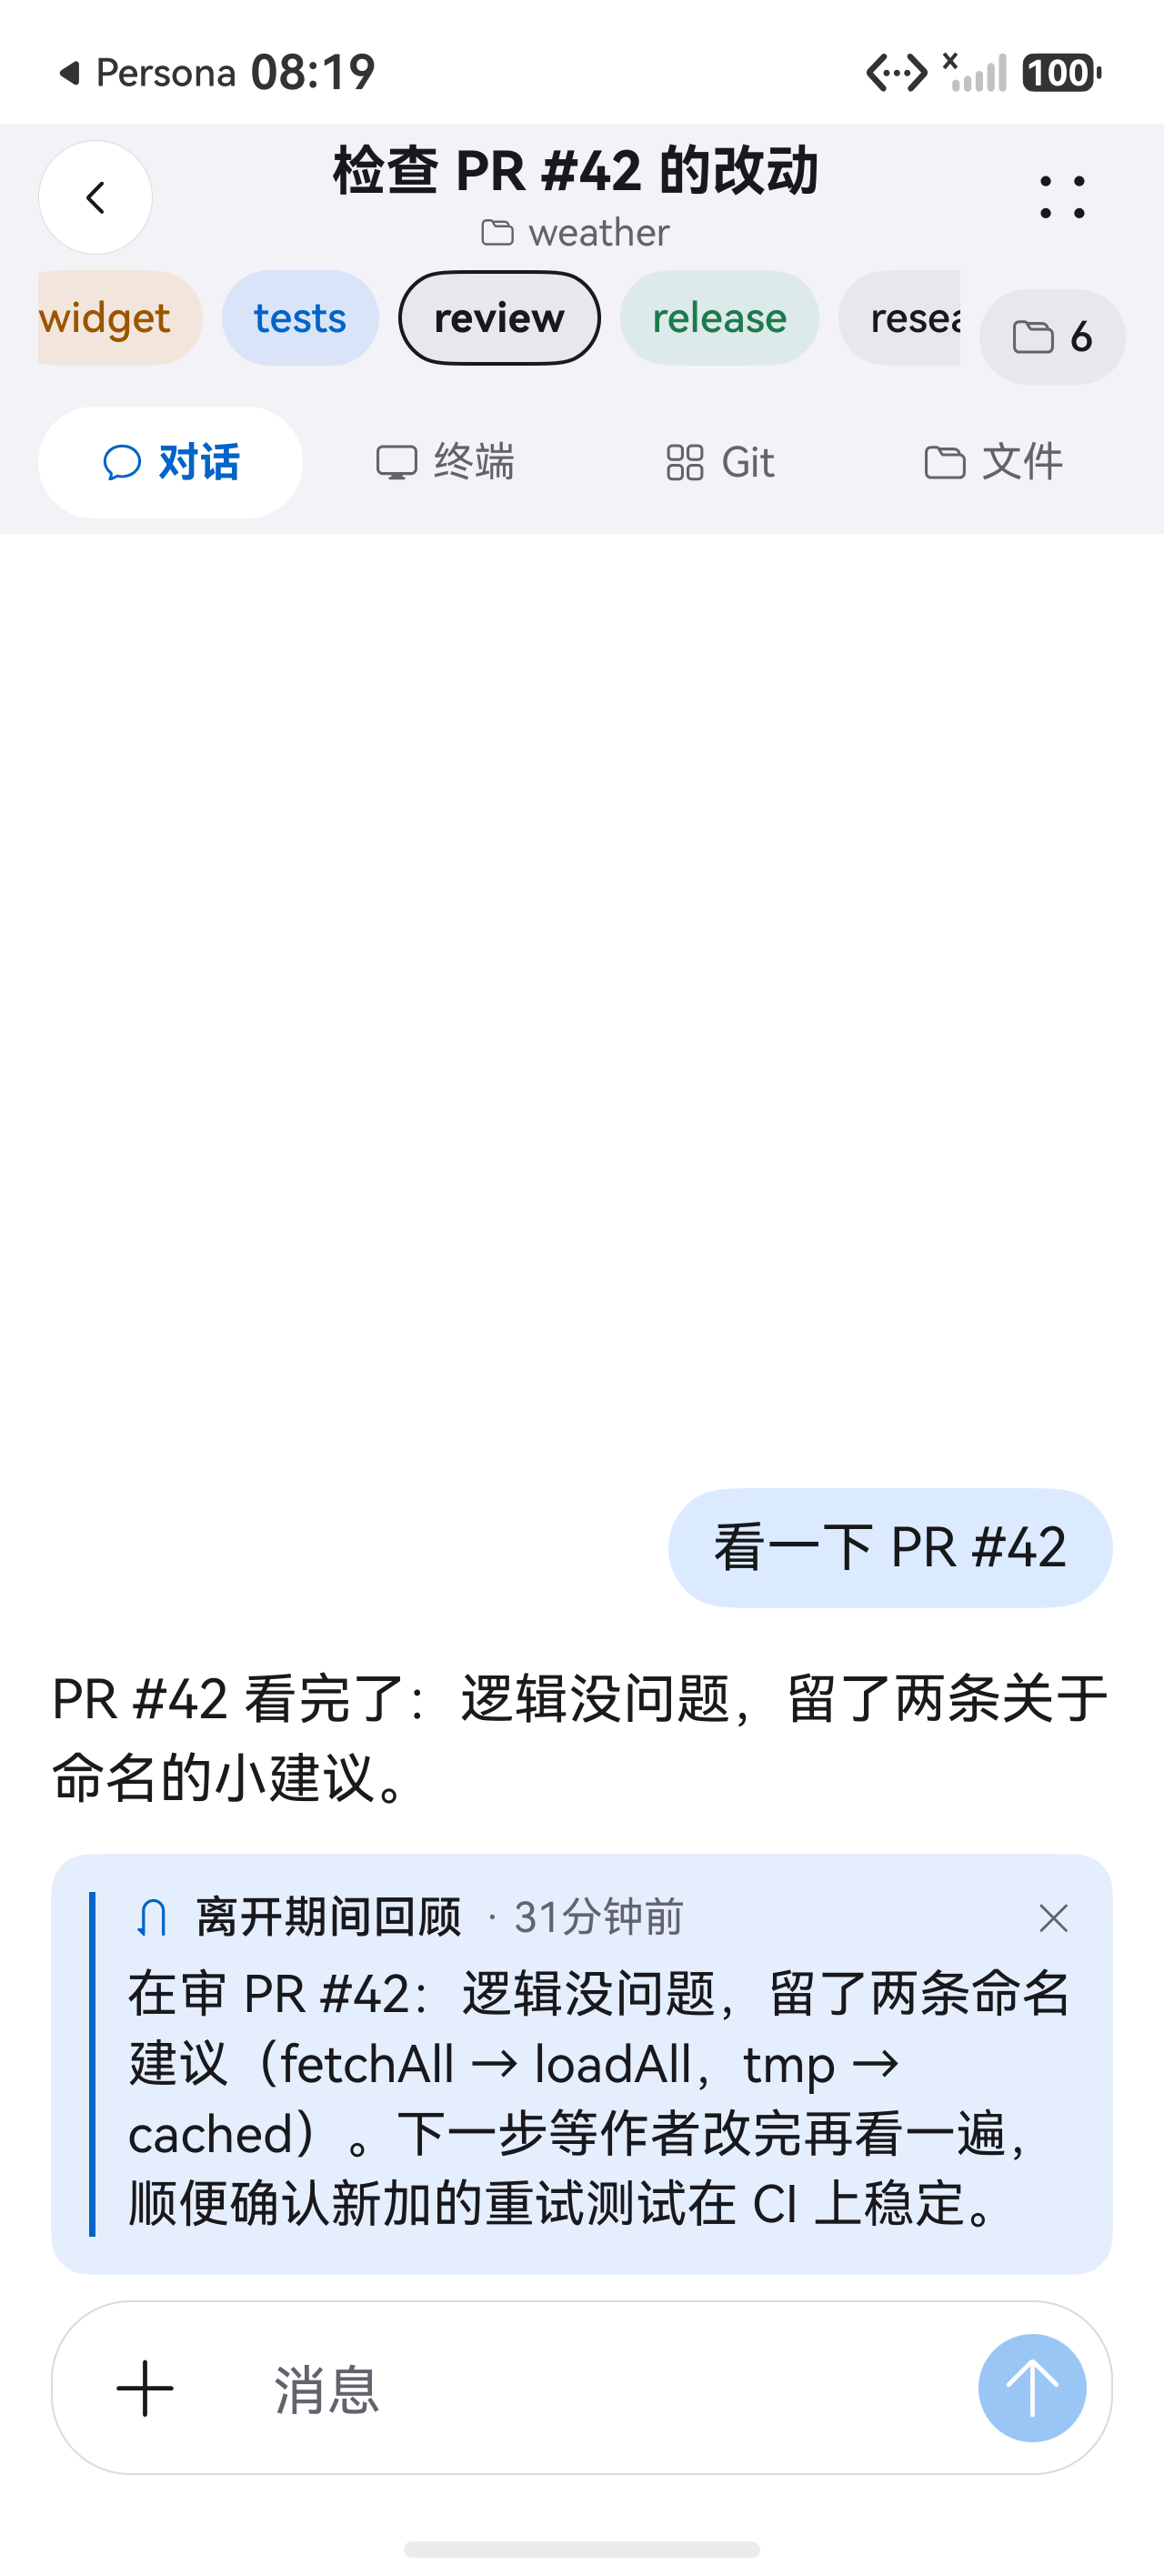 Persona 08:19
100
检查 PR #42 的改动
weather
widget
tests
review
release
resea
6
对话
终端
Git
文件
看一下 PR #42
PR #42 看完了：逻辑没问题，留了两条关于
命名的小建议。
离开期间回顾 · 31分钟前
在审 PR #42：逻辑没问题，留了两条命名
建议（fetchAll → loadAll，tmp →
cached）。下一步等作者改完再看一遍，
顺便确认新加的重试测试在 CI 上稳定。
消息